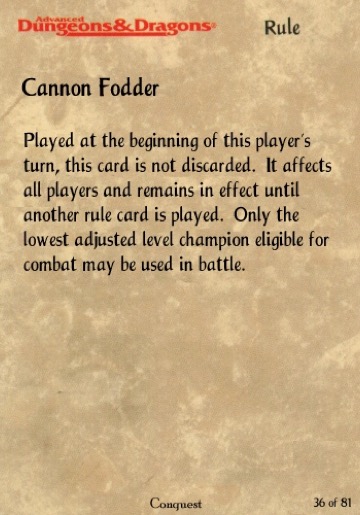 Advanced
Dungeons&Dragons®
Rule
Cannon Fodder
Played at the beginning of this player's
turn, this card is not discarded. It affects
all players and remains in effect until
another rule card is played. Only the
lowest adjusted level champion eligible for
combat may be used in battle.
Conquest
36 of 81